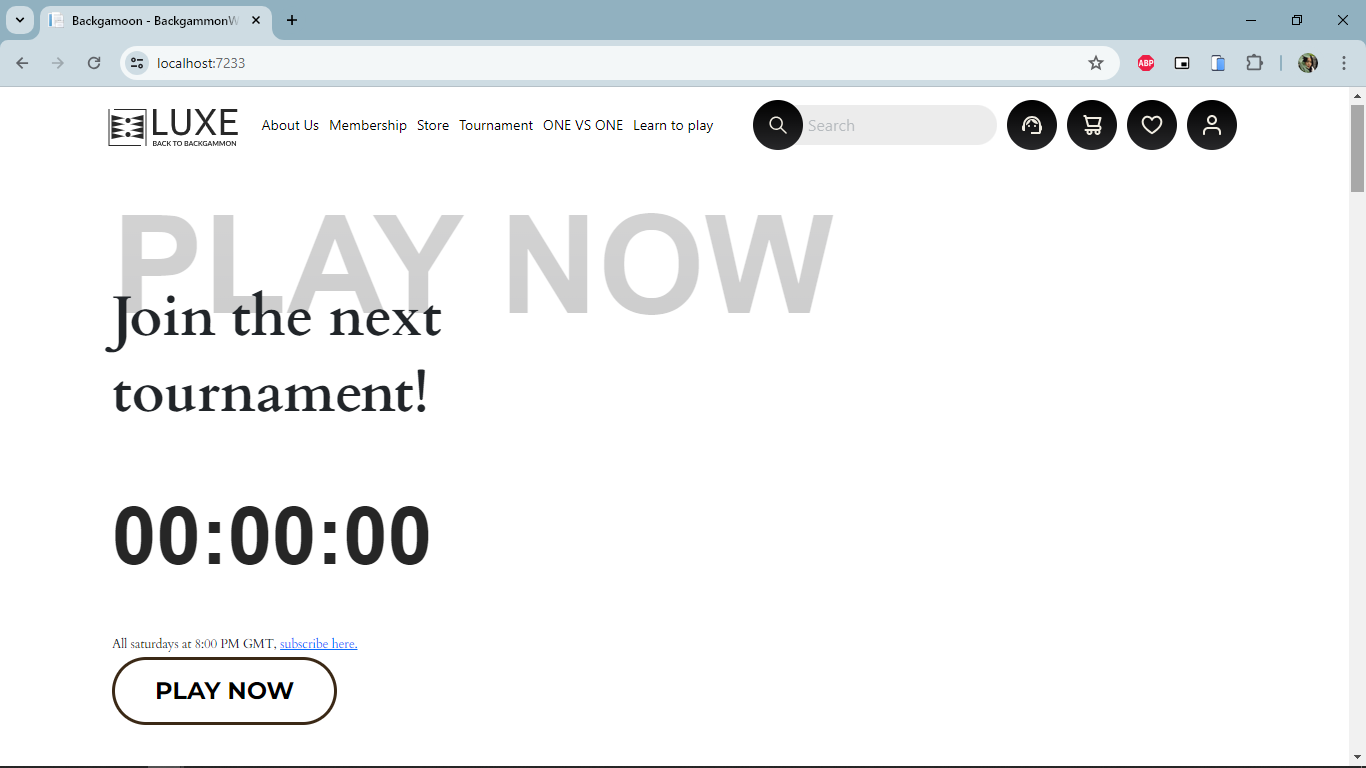 Backgamoon - BackgammonW
localhost:7233
ABP
LUXE
BACK TO BACKGAMMON
About Us Membership Store Tournament ONE VS ONE Learn to play
Search
PLAY NOW
Join the next
tournament!
00:00:00
All saturdays at 8:00 PM GMT, subscribe here.
PLAY NOW